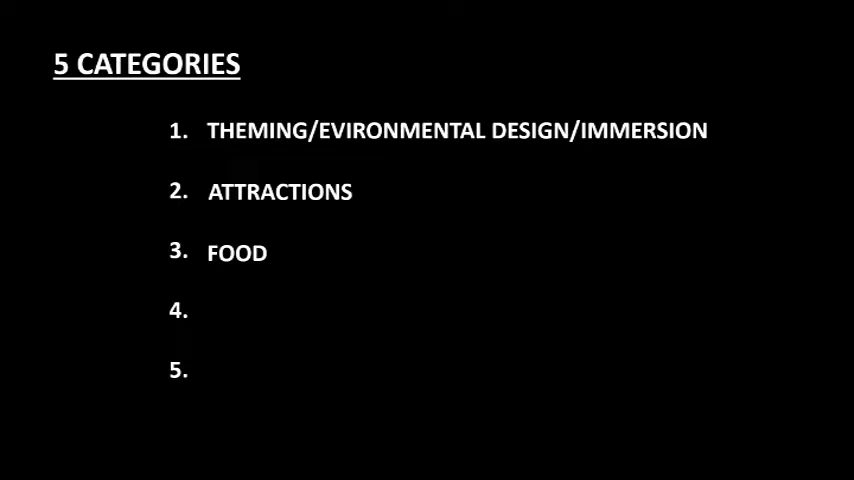 5 CATEGORIES
1. THEMING/EVIRONMENTAL DESIGN/IMMERSION
2. ATTRACTIONS
3. FOOD
4.
5.